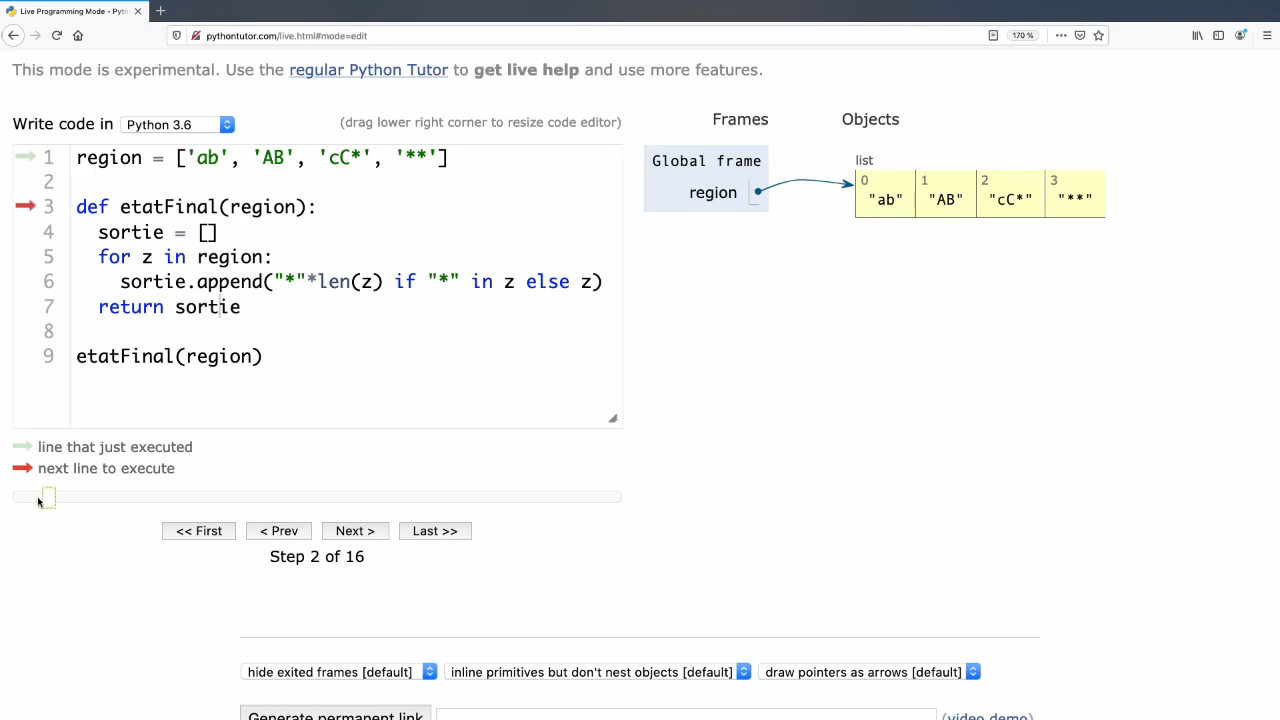 Live Programming Mode - Pyth
pythontutor.com/live.html#mode=edit
170 %
This mode is experimental. Use the regular Python Tutor to get live help and use more features.
Write code in Python 3.6
(drag lower right corner to resize code editor)
1 region = ['ab', 'AB', 'cC*', '**']
2
3 def etatFinal(region):
4 sortie = []
5 for z in region:
6 sortie.append("*"*len(z) if "*" in z else z)
7 return sortie
8
9 etatFinal(region)
line that just executed
next line to execute
<< First < Prev Next > Last >>
Step 2 of 16
Frames Objects
Global frame
region
list
0 1 2 3
"ab" "AB" "cC*" "**"
hide exited frames [default] inline primitives but don't nest objects [default] draw pointers as arrows [default]
Generate permanent link (video demo)